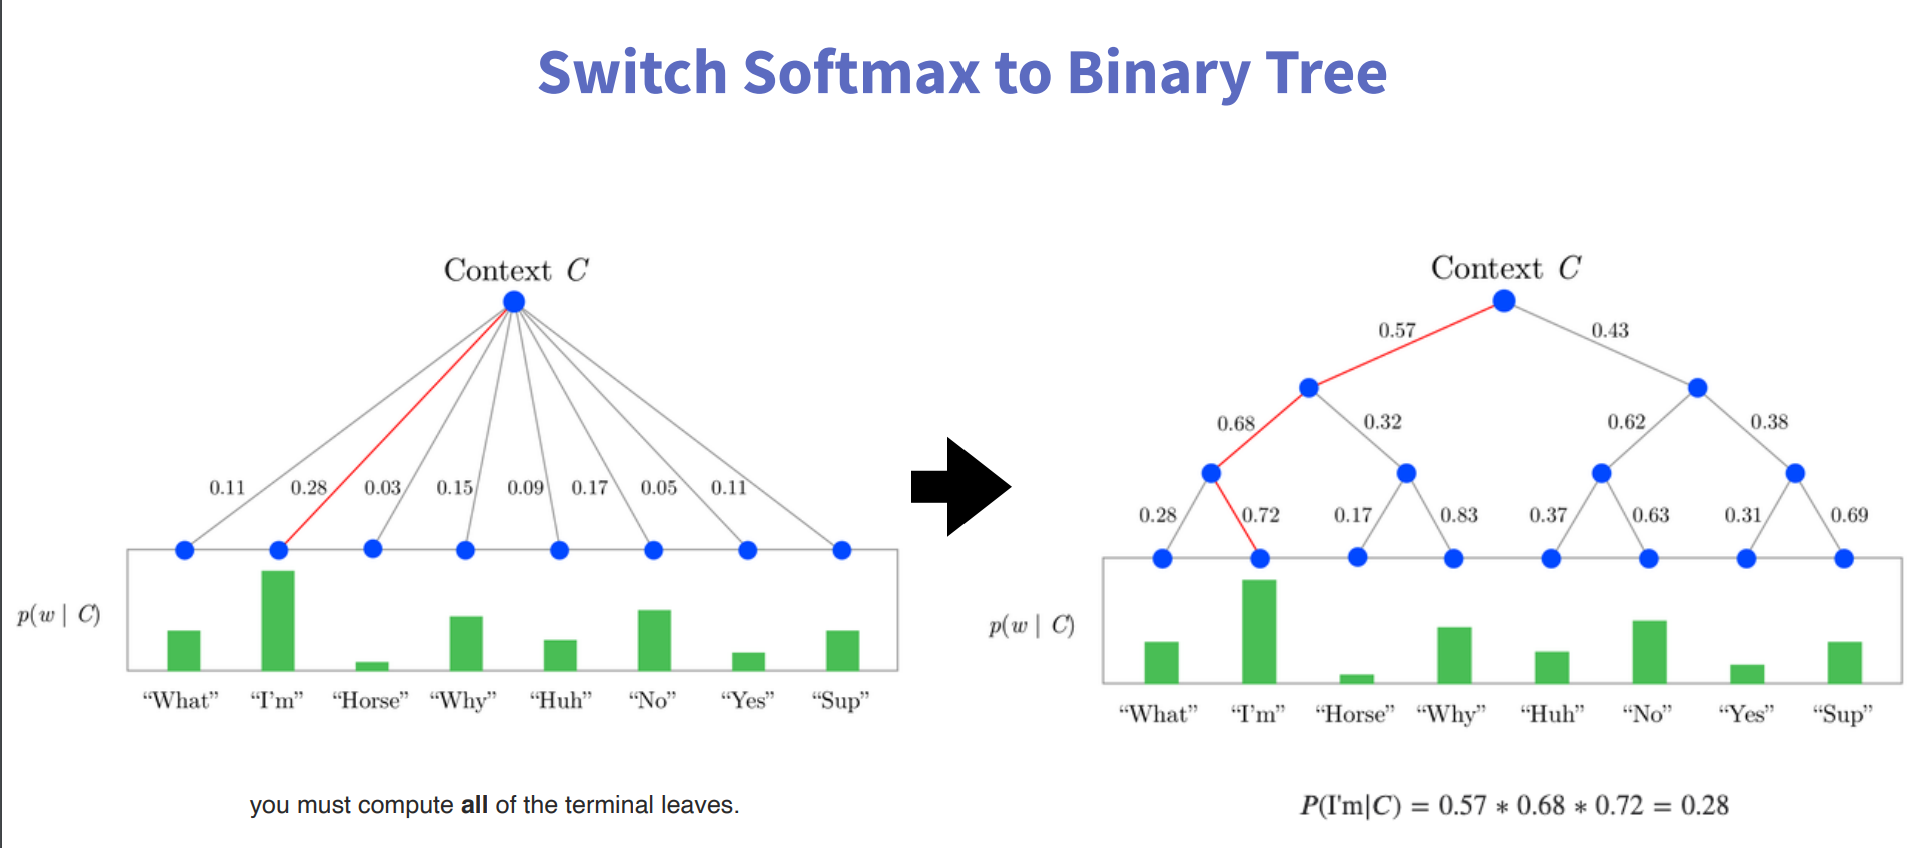 Switch Softmax to Binary Tree
Context C
0.11 0.28 0.03 0.15 0.09 0.17 0.05 0.11
p(w | C)
“What” “I’m” “Horse” “Why” “Huh” “No” “Yes” “Sup”
you must compute all of the terminal leaves.
Context C
0.57 0.43
0.68 0.32 0.62 0.38
0.28 0.72 0.17 0.83 0.37 0.63 0.31 0.69
p(w | C)
“What” “I’m” “Horse” “Why” “Huh” “No” “Yes” “Sup”
P(I'm|C) = 0.57 ∗ 0.68 ∗ 0.72 = 0.28